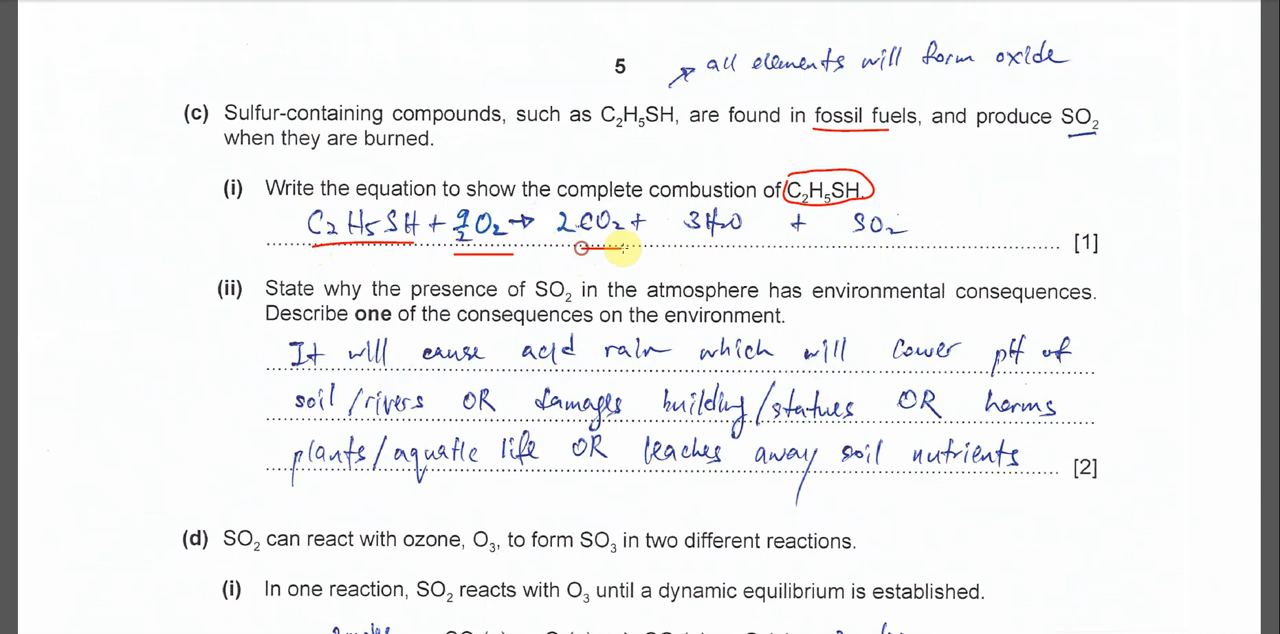 5
all elements will form oxide
(c) Sulfur-containing compounds, such as C₂H₅SH, are found in fossil fuels, and produce SO₂
when they are burned.
(i) Write the equation to show the complete combustion of C₂H₅SH.
C₂H₅SH + 9/2 O₂ → 2CO₂ + 3H₂O + SO₂
[1]
(ii) State why the presence of SO₂ in the atmosphere has environmental consequences.
Describe one of the consequences on the environment.
It will cause acid rain which will lower pH of
soil/rivers OR damages building/statues OR harms
plants/aquatic life OR leaches away soil nutrients
[2]
(d) SO₂ can react with ozone, O₃, to form SO₃ in two different reactions.
(i) In one reaction, SO₂ reacts with O₃ until a dynamic equilibrium is established.